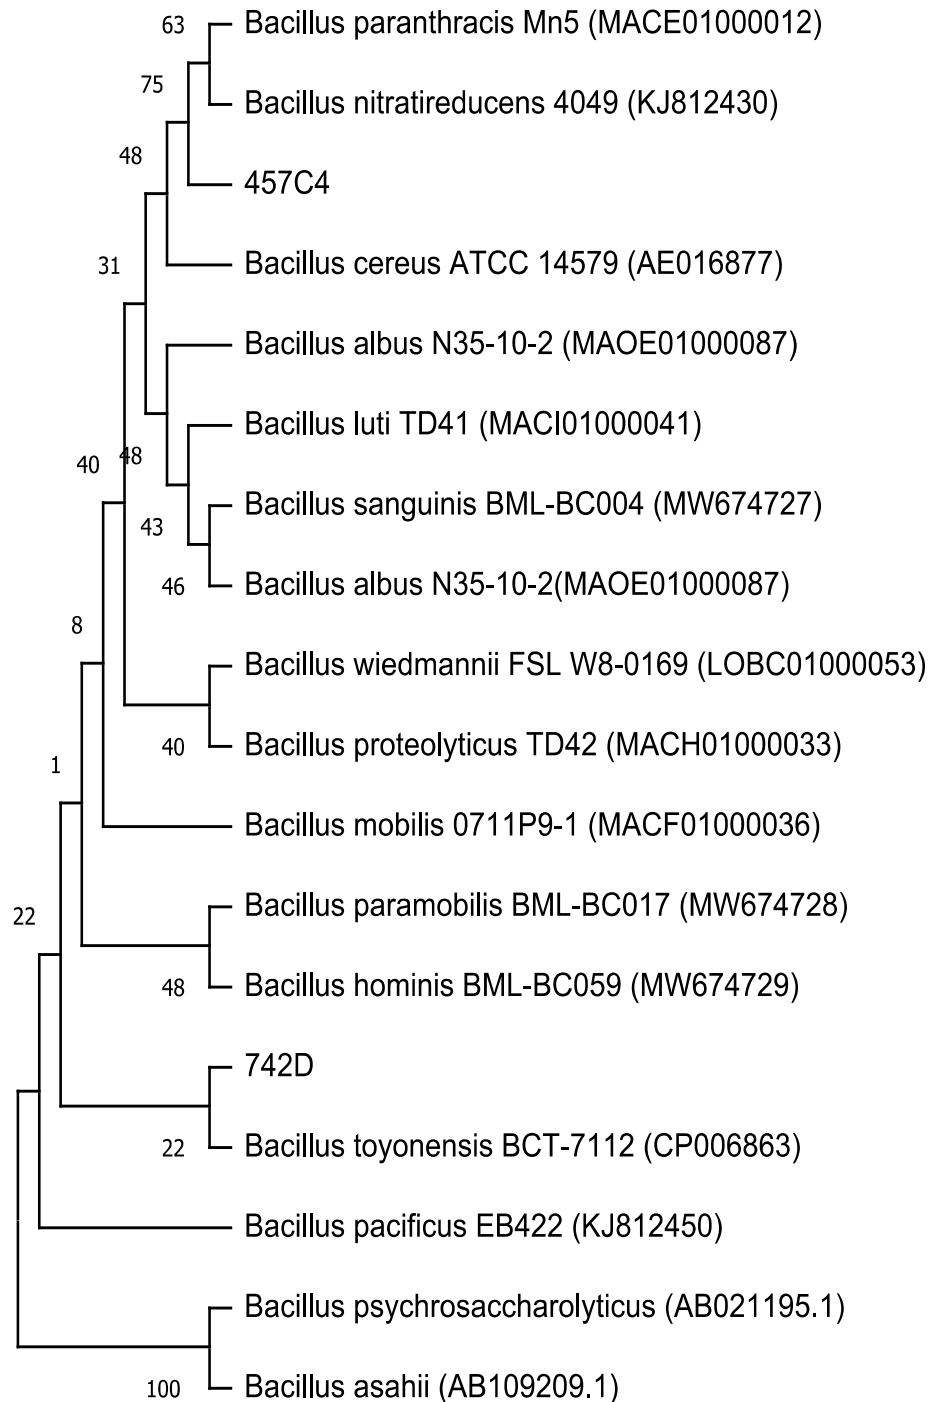 63
Bacillus paranthracis Mn5 (MACE01000012)
75
Bacillus nitratireducens 4049 (KJ812430)
48
457C4
31
Bacillus cereus ATCC 14579 (AE016877)
Bacillus albus N35-10-2 (MAOE01000087)
Bacillus luti TD41 (MACI01000041)
40
48
Bacillus sanguinis BML-BC004 (MW674727)
43
46
Bacillus albus N35-10-2(MAOE01000087)
8
Bacillus wiedmannii FSL W8-0169 (LOBC01000053)
40
Bacillus proteolyticus TD42 (MACH01000033)
1
Bacillus mobilis 0711P9-1 (MACF01000036)
22
Bacillus paramobilis BML-BC017 (MW674728)
48
Bacillus hominis BML-BC059 (MW674729)
742D
22
Bacillus toyonensis BCT-7112 (CP006863)
Bacillus pacificus EB422 (KJ812450)
Bacillus psychrosaccharolyticus (AB021195.1)
100
Bacillus asahii (AB109209.1)